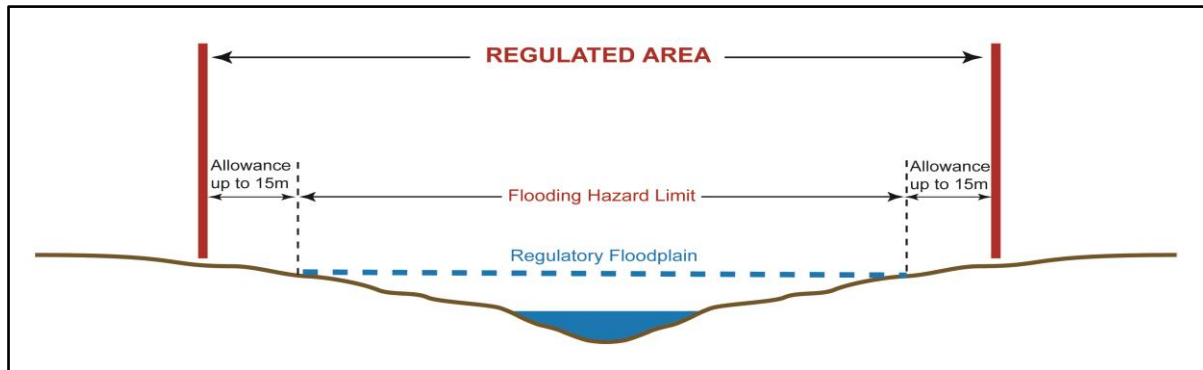 REGULATED AREA
Allowance
up to 15m
Allowance
up to 15m
Flooding Hazard Limit
Regulatory Floodplain